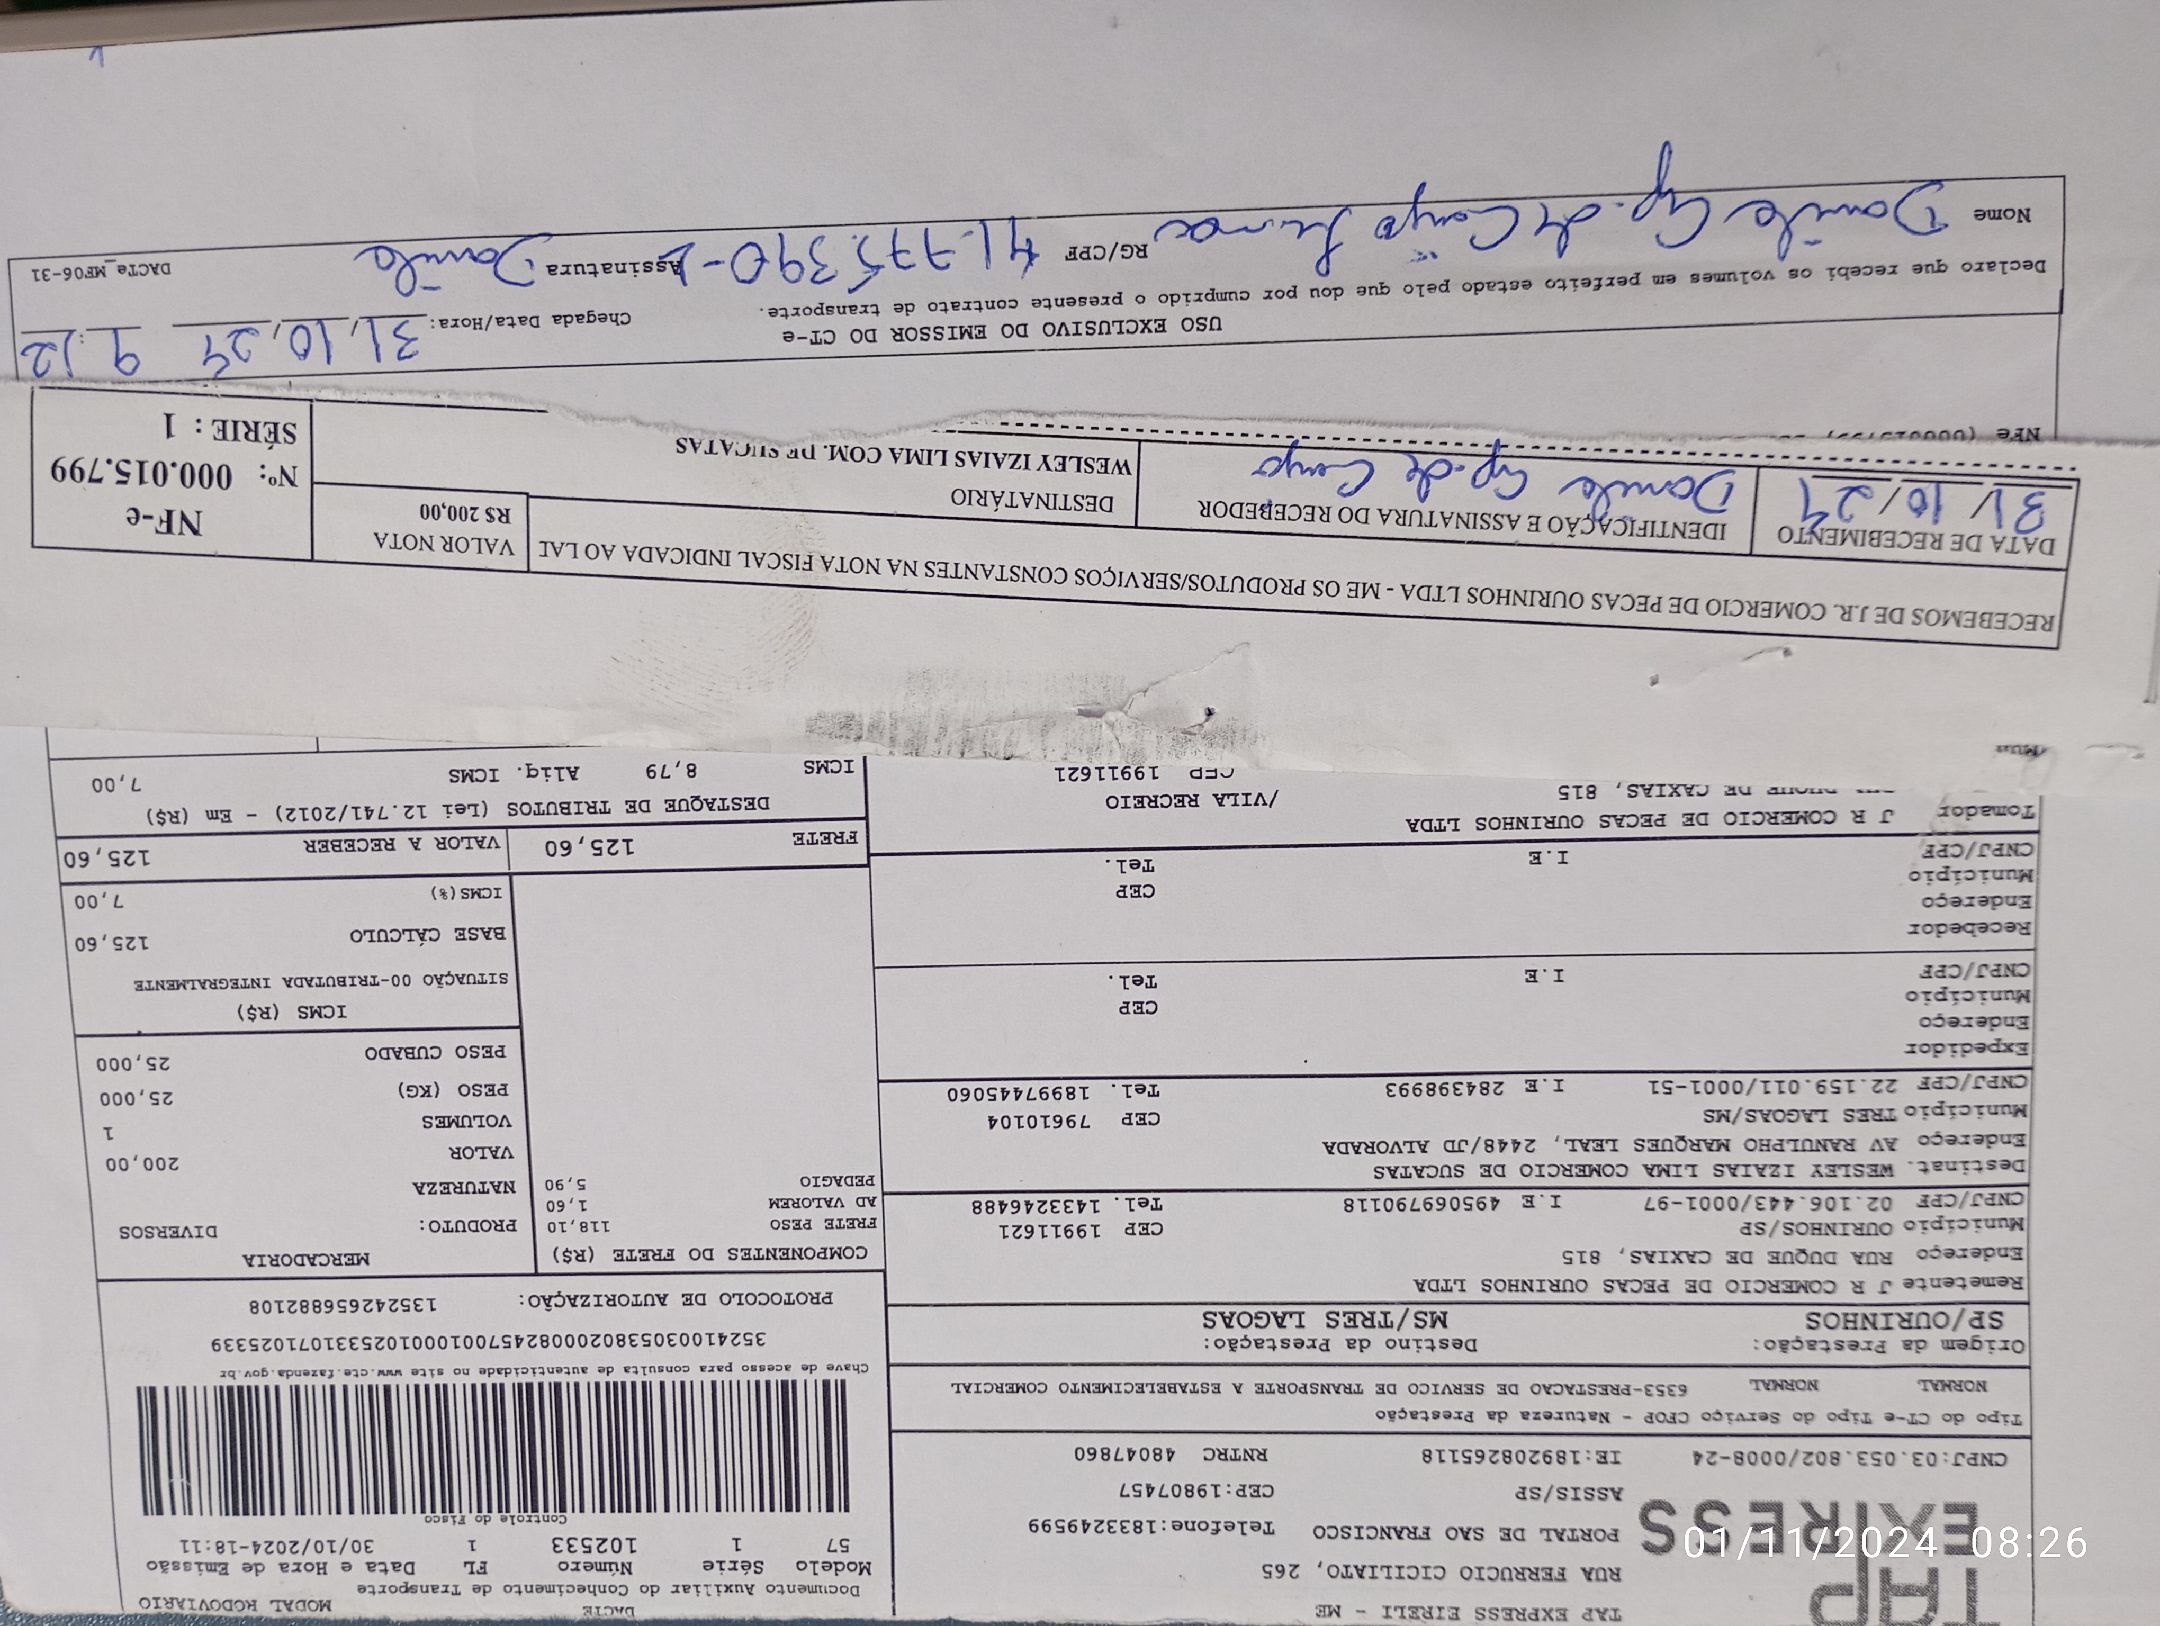 TAP
EXPRESS
TAP EXPRESS EIRELI - ME
RUA FERRUCIO CICILIATO, 265
PORTAL DE SAO FRANCISCO Telefone:1833249599
ASSIS/SP CEP:19807457
CNPJ:03.053.802/0008-24 IE:189208265118 RNTRC 48047860
DACTE
Documento Auxiliar do Conhecimento de Transporte
MODAL RODOVIARIO
Modelo Série Número FL Data e Hora de Emissão
57 1 102533 1 30/10/2024-18:11
Controle do Fisco
Chave de acesso para consulta de autenticidade no site www.cte.fazenda.gov.br
35241003053802000824570010001025331071025339
PROTOCOLO DE AUTORIZAÇÃO: 135242656882108
Tipo do CT-e Tipo do Serviço CFOP - Natureza da Prestação
NORMAL NORMAL 6353-PRESTACAO DE SERVICO DE TRANSPORTE A ESTABELECIMENTO COMERCIAL
Origem da Prestação: Destino da Prestação:
SP/OURINHOS MS/TRES LAGOAS
Remetente J R COMERCIO DE PECAS OURINHOS LTDA
Endereço RUA DUQUE DE CAXIAS, 815
Município OURINHOS/SP CEP 19911621
CNPJ/CPF 02.106.443/0001-97 I.E 495069790118 Tel. 1433246488
Destinat. WESLEY IZAIAS LIMA COMERCIO DE SUCATAS
Endereço AV RANULPHO MARQUES LEAL, 2448/JD ALVORADA
Município TRES LAGOAS/MS CEP 79610104
CNPJ/CPF 22.159.011/0001-51 I.E 284398993 Tel. 18997445060
Expedidor
Endereço
Município CEP
CNPJ/CPF I.E Tel.
Recebedor
Endereço
Município CEP
CNPJ/CPF I.E Tel.
Tomador J R COMERCIO DE PECAS OURINHOS LTDA
DUQUE DE CAXIAS, 815 /VILA RECREIO
CEP 19911621
COMPONENTES DO FRETE (R$)
FRETE PESO 118,10
AD VALOREM 1,60
PEDAGIO 5,90
MERCADORIA
PRODUTO: DIVERSOS
NATUREZA
VALOR 200,00
VOLUMES 1
PESO (KG) 25,000
PESO CUBADO 25,000
ICMS (R$)
SITUAÇÃO 00-TRIBUTADA INTEGRALMENTE
BASE CÁLCULO 125,60
ICMS(%) 7,00
FRETE 125,60 VALOR A RECEBER 125,60
DESTAQUE DE TRIBUTOS (Lei 12.741/2012) - Em (R$)
ICMS 8,79 Aliq. ICMS 7,00
RECEBEMOS DE J.R. COMERCIO DE PECAS OURINHOS LTDA - ME OS PRODUTOS/SERVIÇOS CONSTANTES NA NOTA FISCAL INDICADA AO LAI
DATA DE RECEBIMENTO
31/10/24
IDENTIFICAÇÃO E ASSINATURA DO RECEBEDOR
DESTINATÁRIO
WESLEY IZAIAS LIMA COM. DE SUCATAS
VALOR NOTA
R$ 200,00
NF-e
Nº: 000.015.799
SÉRIE: 1
NFe
USO EXCLUSIVO DO EMISSOR DO CT-e
Chegada Data/Hora: 31/10/24 9:12
Declaro que recebi os volumes em perfeito estado pelo que dou por cumprido o presente contrato de transporte.
Nome
RG/CPF
Assinatura
DACTe_MF06-31
01/11/2024 08:26